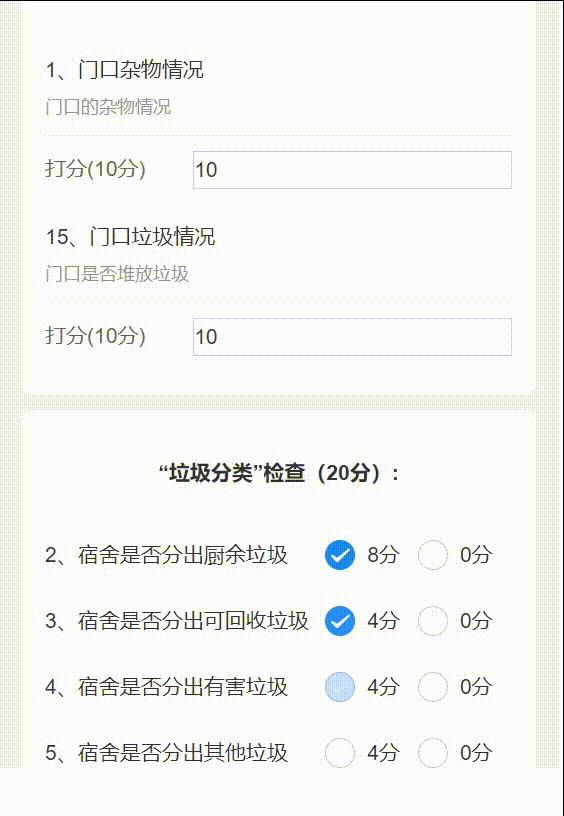 1、门口杂物情况
门口的杂物情况
打分(10分) 10
15、门口垃圾情况
门口是否堆放垃圾
打分(10分) 10
“垃圾分类”检查（20分）:
2、宿舍是否分出厨余垃圾 8分 0分
3、宿舍是否分出可回收垃圾 4分 0分
4、宿舍是否分出有害垃圾 4分 0分
5、宿舍是否分出其他垃圾 4分 0分